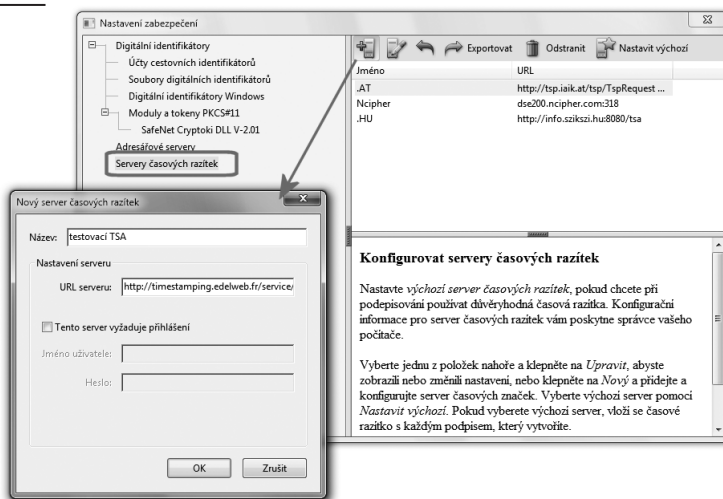 Nastavení zabezpečení
Digitální identifikátory
Účty cestovních identifikátorů
Soubory digitálních identifikátorů
Digitální identifikátory Windows
Moduly a tokeny PKCS#11
SafeNet Cryptoki DLL V-2.01
Adresářové servery
Servery časových razítek
Exportovat Odstranit Nastavit výchozí
Jméno URL
.AT http://tsp.iaik.at/tsp/TspRequest ...
Ncipher dse200.ncipher.com:318
.HU http://info.szikszi.hu:8080/tsa
Konfigurovat servery časových razítek
Nastavte výchozí server časových razítek, pokud chcete při
podepisování používat důvěryhodná časová razítka. Konfigurační
informace pro server časových razítek vám poskytne správce vašeho
počítače.
Vyberte jednu z položek nahoře a klepněte na Upravit, abyste
zobrazili nebo změnili nastavení, nebo klepněte na Nový a přidejte a
konfigurujte server časových značek. Vyberte výchozí server pomocí
Nastavit výchozí. Pokud vyberete výchozí server, vloží se časové
razítko s každým podpisem, který vytvoříte.
Nový server časových razítek
Název: testovací TSA
Nastavení serveru
URL serveru: http://timestamping.edelweb.fr/service/
Tento server vyžaduje přihlášení
Jméno uživatele:
Heslo:
OK Zrušit